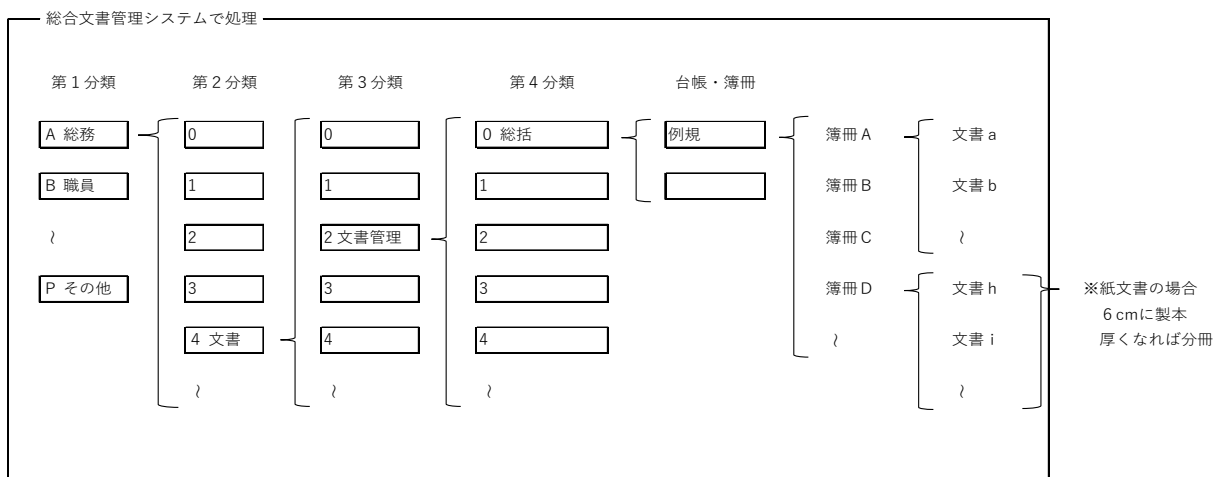 総合文書管理システムで処理
第1分類 第2分類 第3分類 第4分類 台帳・簿冊
A 総務 0 0 0 総括 例規 簿冊A 文書a
B 職員 1 1 1 簿冊B 文書b
~ 2 2文書管理 2 簿冊C ~
P その他 3 3 3 簿冊D 文書h ※紙文書の場合
6cmに製本
4 文書 4 4 ~ 文書i 厚くなれば分冊
~ ~ ~ ~